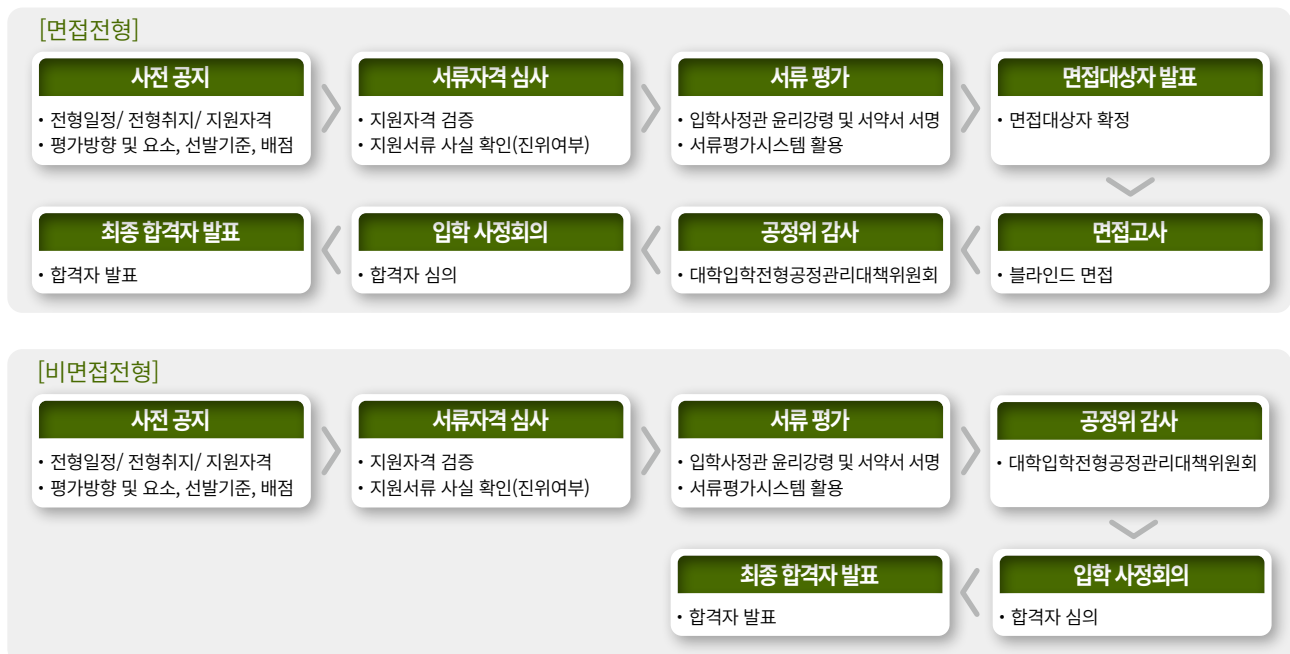 [면접전형]
사전 공지
• 전형일정/ 전형취지/ 지원자격
• 평가방향 및 요소, 선발기준, 배점
서류자격 심사
• 지원자격 검증
• 지원서류 사실 확인(진위여부)
서류 평가
• 입학사정관 윤리강령 및 서약서 서명
• 서류평가시스템 활용
면접대상자 발표
• 면접대상자 확정
면접고사
• 블라인드 면접
공정위 감사
• 대학입학전형공정관리대책위원회
입학 사정회의
• 합격자 심의
최종 합격자 발표
• 합격자 발표
[비면접전형]
사전 공지
• 전형일정/ 전형취지/ 지원자격
• 평가방향 및 요소, 선발기준, 배점
서류자격 심사
• 지원자격 검증
• 지원서류 사실 확인(진위여부)
서류 평가
• 입학사정관 윤리강령 및 서약서 서명
• 서류평가시스템 활용
공정위 감사
• 대학입학전형공정관리대책위원회
입학 사정회의
• 합격자 심의
최종 합격자 발표
• 합격자 발표